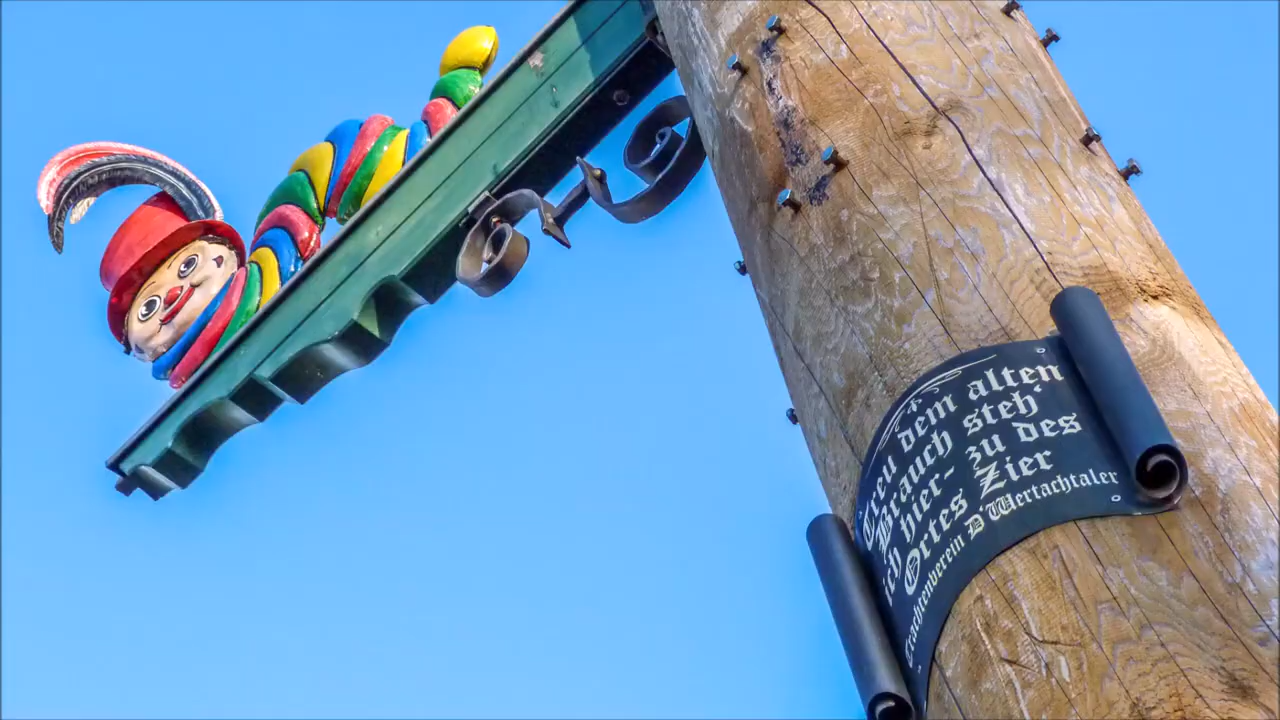 Treu dem alten
Brauch steh'
ich hier- zu des
Ortes Zier
Trachtenverein D'Wertachtaler